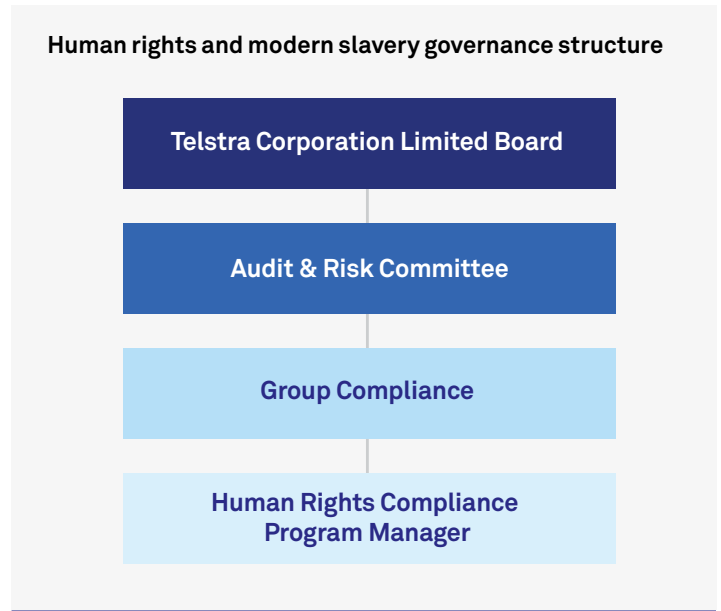 Human rights and modern slavery governance structure
Telstra Corporation Limited Board
Audit & Risk Committee
Group Compliance
Human Rights Compliance
Program Manager